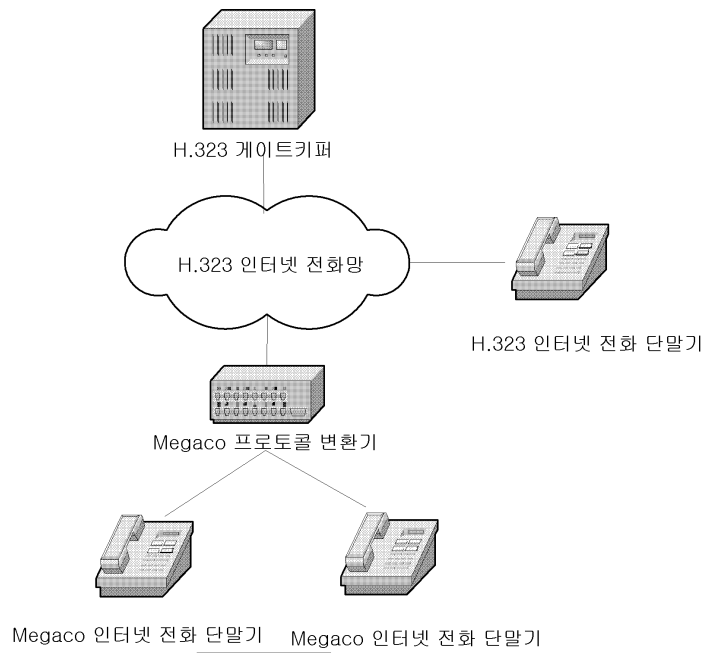 H.323 게이트키퍼
H.323 인터넷 전화망
H.323 인터넷 전화 단말기
Megaco 프로토콜 변환기
Megaco 인터넷 전화 단말기
Megaco 인터넷 전화 단말기